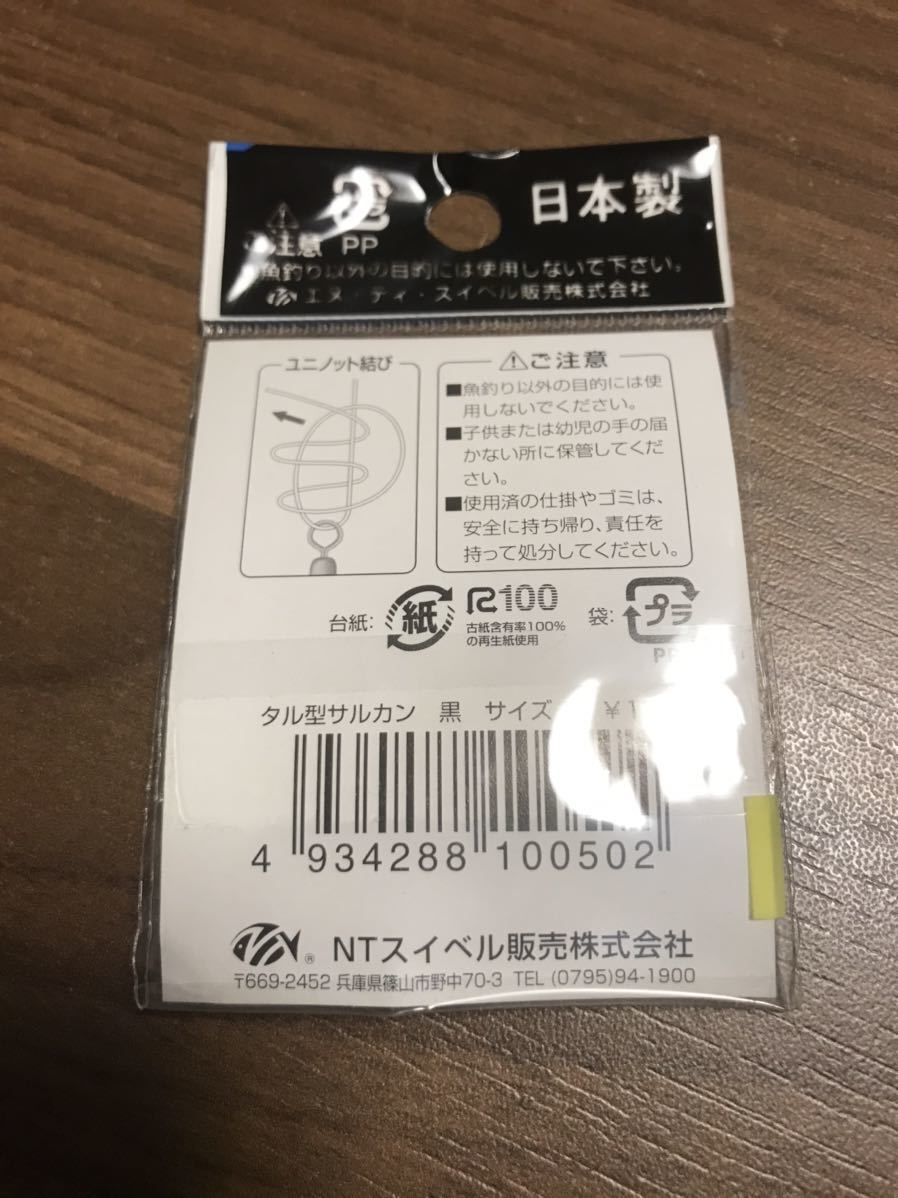 日本製
注意 PP
魚釣り以外の目的には使用しないで下さい。
エヌ・ティ・スイベル販売株式会社
ユニノット結び
ご注意
■魚釣り以外の目的には使
用しないでください。
■子供または幼児の手の届
かない所に保管してくだ
さい。
■使用済の仕掛やゴミは、
安全に持ち帰り、責任を
持って処分してください。
台紙: 紙 R100
古紙含有率100%
の再生紙使用
袋: プラ
PP
タル型サルカン 黒 サイズ ¥1
4 934288 100502
® NTスイベル販売株式会社
〒669-2452 兵庫県篠山市野中70-3 TEL (0795)94-1900